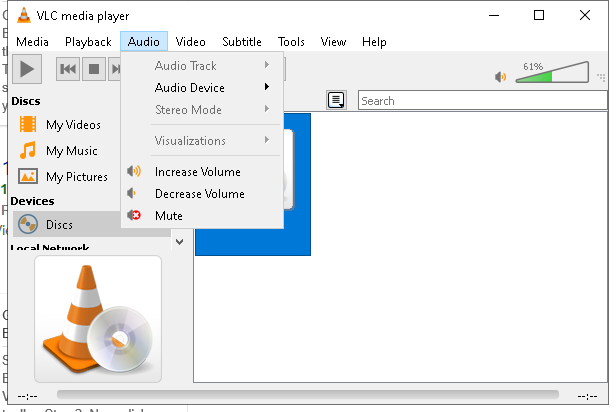 VLC media player
Media Playback Audio Video Subtitle Tools View Help
Audio Track
Audio Device
Stereo Mode
Visualizations
Increase Volume
Decrease Volume
Mute
61%
Search
Discs
My Videos
My Music
My Pictures
Devices
Discs
Local Network
--:-- --:--